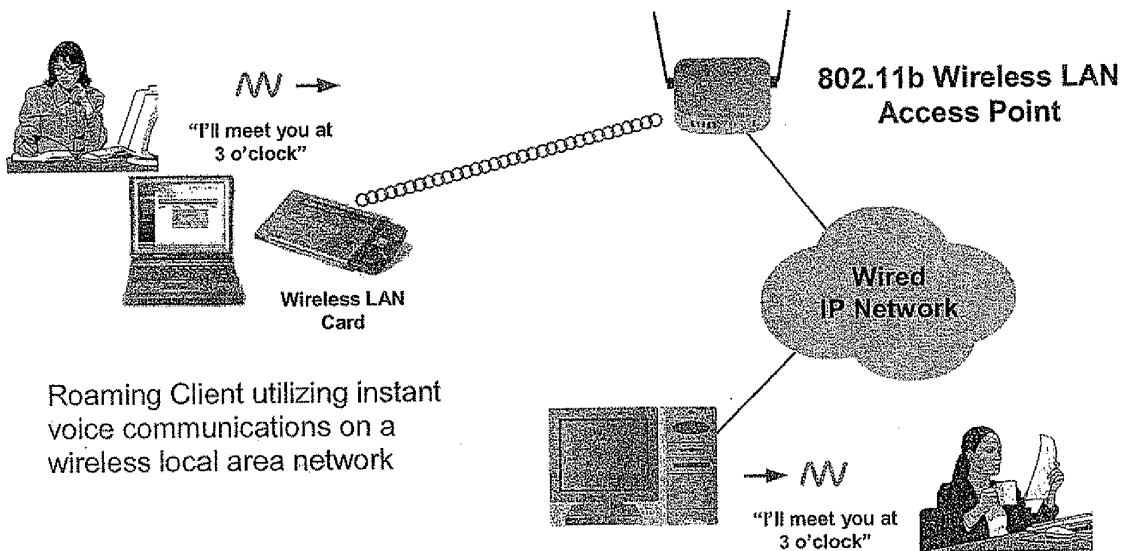 802.11b Wireless LAN
Access Point
"I'll meet you at
3 o'clock"
Wireless LAN
Card
Wired
IP Network
Roaming Client utilizing instant
voice communications on a
wireless local area network
"I'll meet you at
3 o'clock"